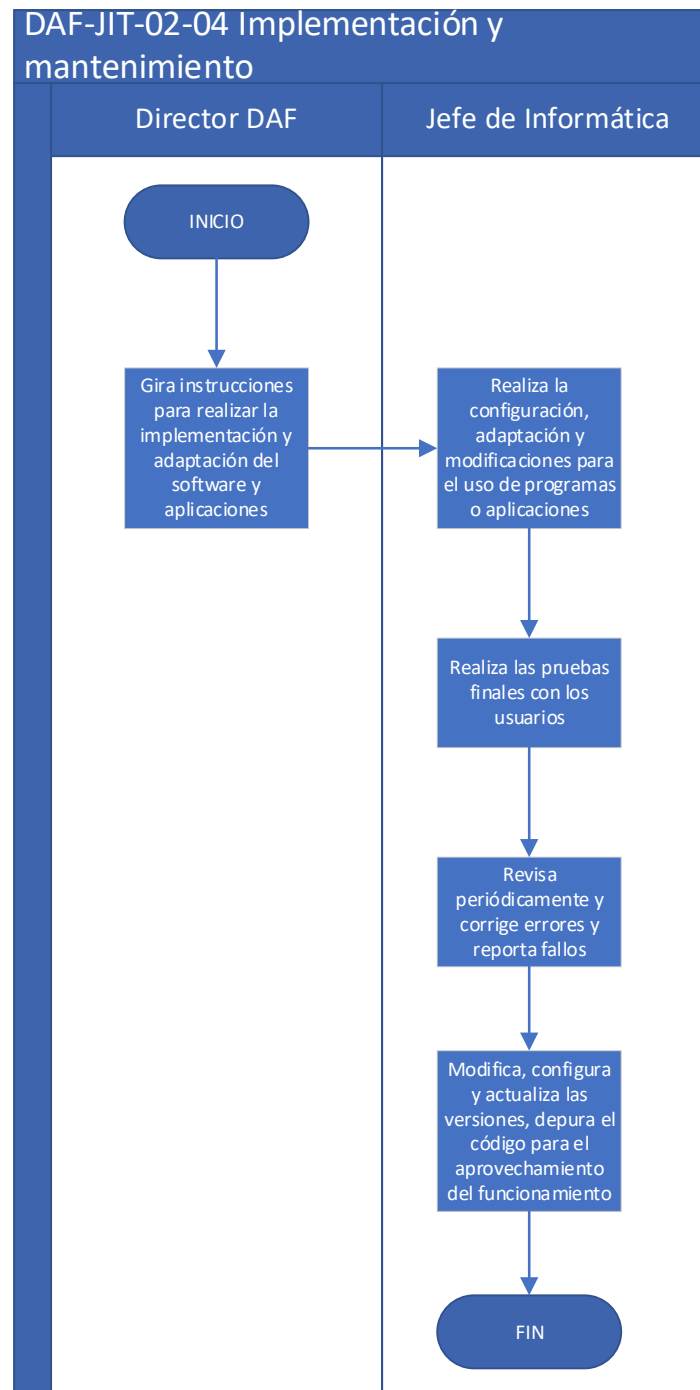 DAF-JIT-02-04 Implementación y
mantenimiento
Director DAF
Jefe de Informática
INICIO
Gira instrucciones
para realizar la
implementación y
adaptación del
software y
aplicaciones
Realiza la
configuración,
adaptación y
modificaciones para
el uso de programas
o aplicaciones
Realiza las pruebas
finales con los
usuarios
Revisa
periódicamente y
corrige errores y
reporta fallos
Modifica, configura
y actualiza las
versiones, depura el
código para el
aprovechamiento
del funcionamiento
FIN